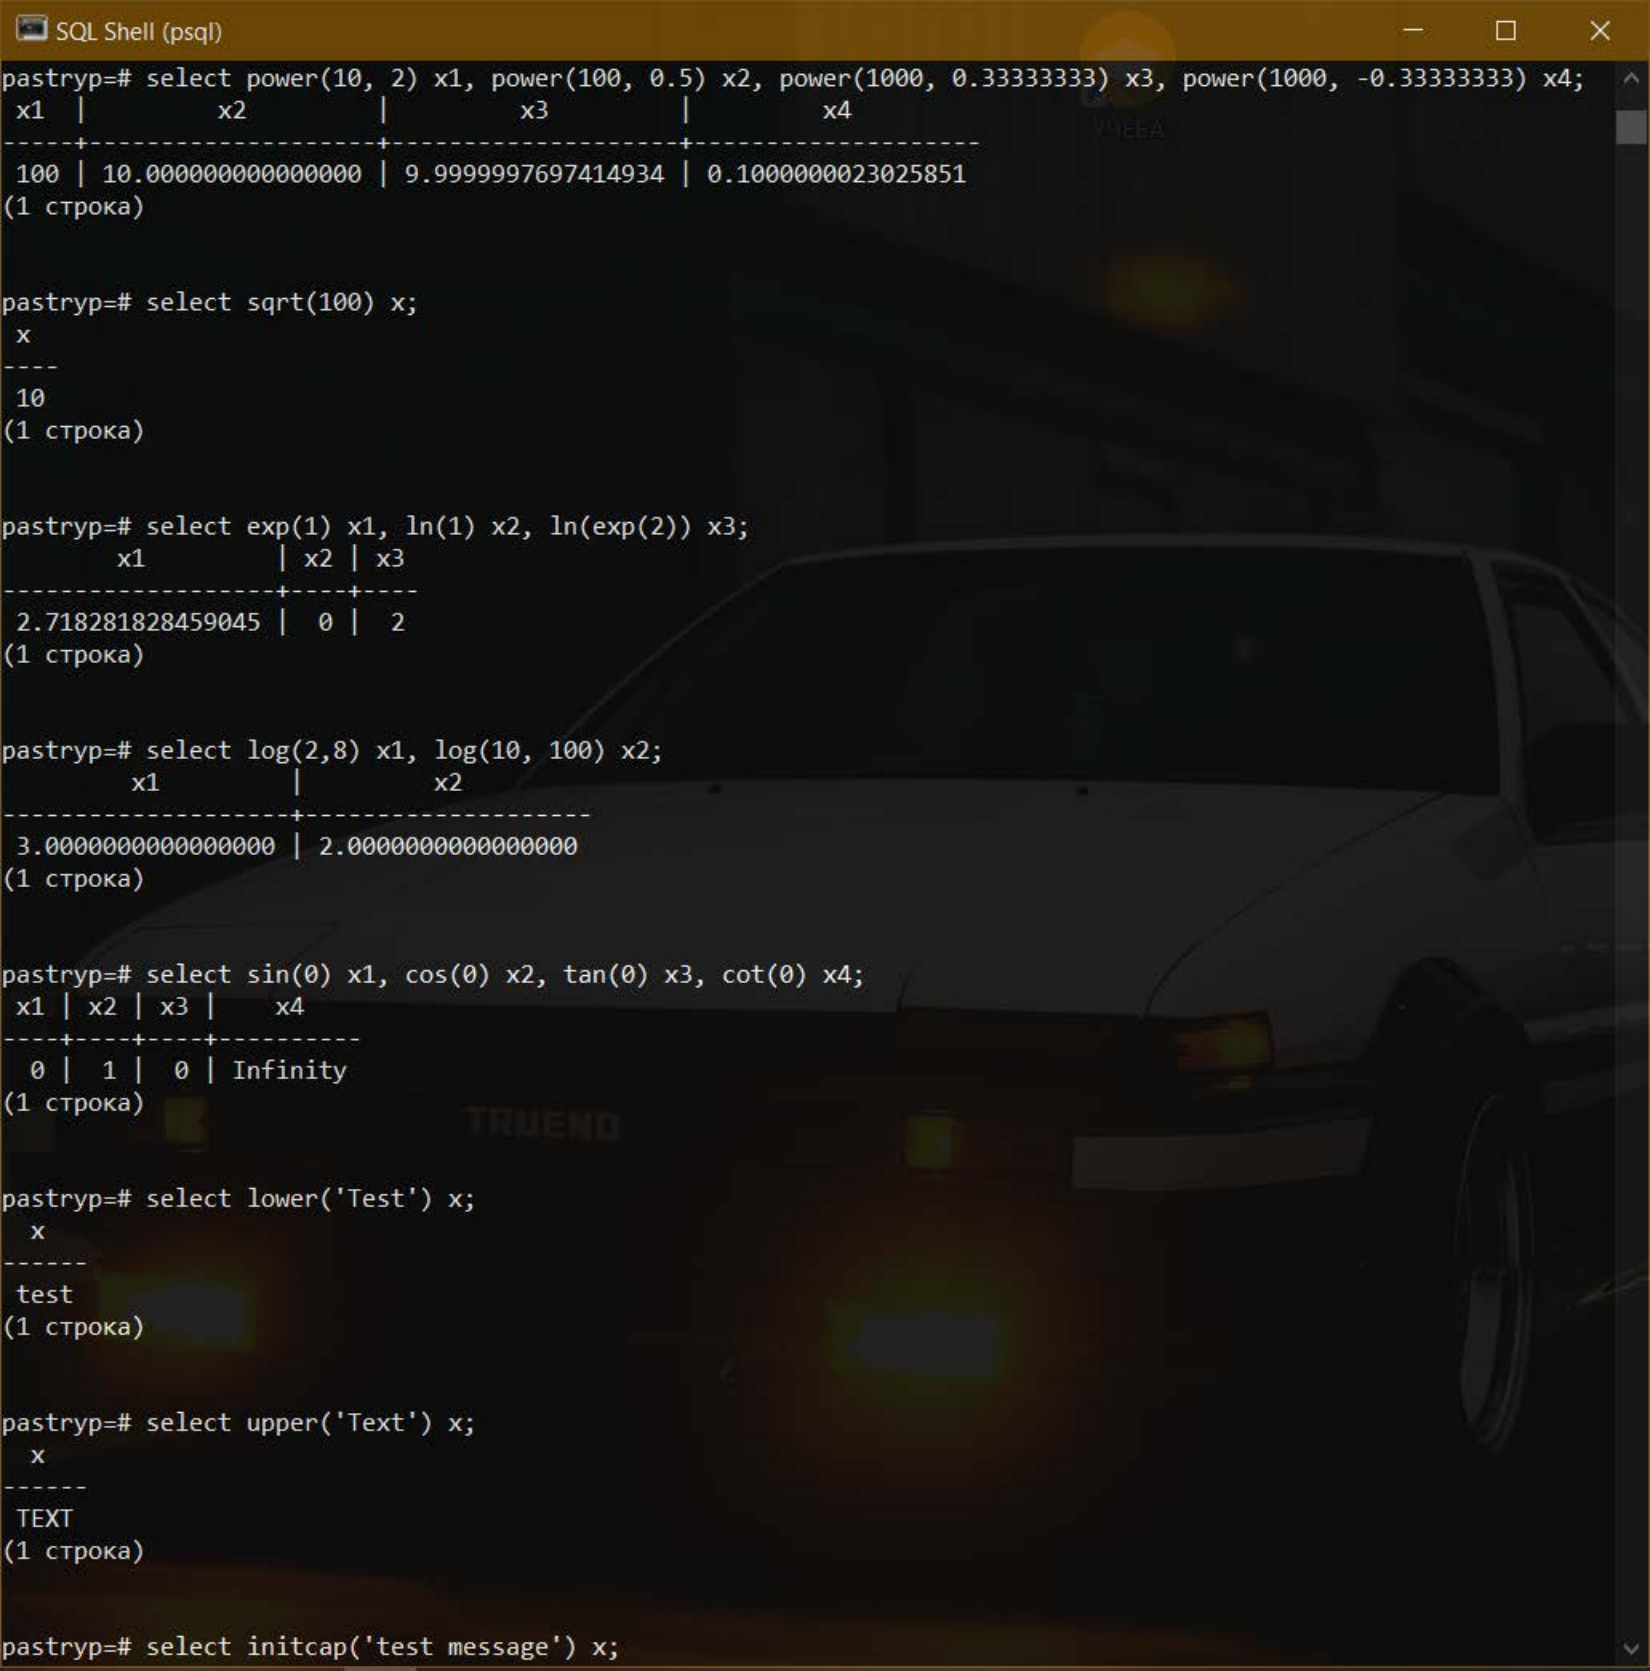 SQL Shell (psql)
pastryp=# select power(10, 2) x1, power(100, 0.5) x2, power(1000, 0.33333333) x3, power(1000, -0.33333333) x4;
 x1  |         x2         |         x3         |         x4
-----+--------------------+--------------------+--------------------
 100 | 10.000000000000000 | 9.9999997697414934 | 0.1000000023025851
(1 строка)
УЧЕБА
pastryp=# select sqrt(100) x;
 x
----
 10
(1 строка)
pastryp=# select exp(1) x1, ln(1) x2, ln(exp(2)) x3;
        x1         | x2 | x3
-------------------+----+----
 2.718281828459045 |  0 |  2
(1 строка)
pastryp=# select log(2,8) x1, log(10, 100) x2;
         x1         |         x2
--------------------+--------------------
 3.0000000000000000 | 2.0000000000000000
(1 строка)
pastryp=# select sin(0) x1, cos(0) x2, tan(0) x3, cot(0) x4;
 x1 | x2 | x3 |    x4
----+----+----+----------
  0 |  1 |  0 | Infinity
(1 строка)
TRUENO
pastryp=# select lower('Test') x;
  x
------
 test
(1 строка)
pastryp=# select upper('Text') x;
  x
------
 TEXT
(1 строка)
pastryp=# select initcap('test message') x;